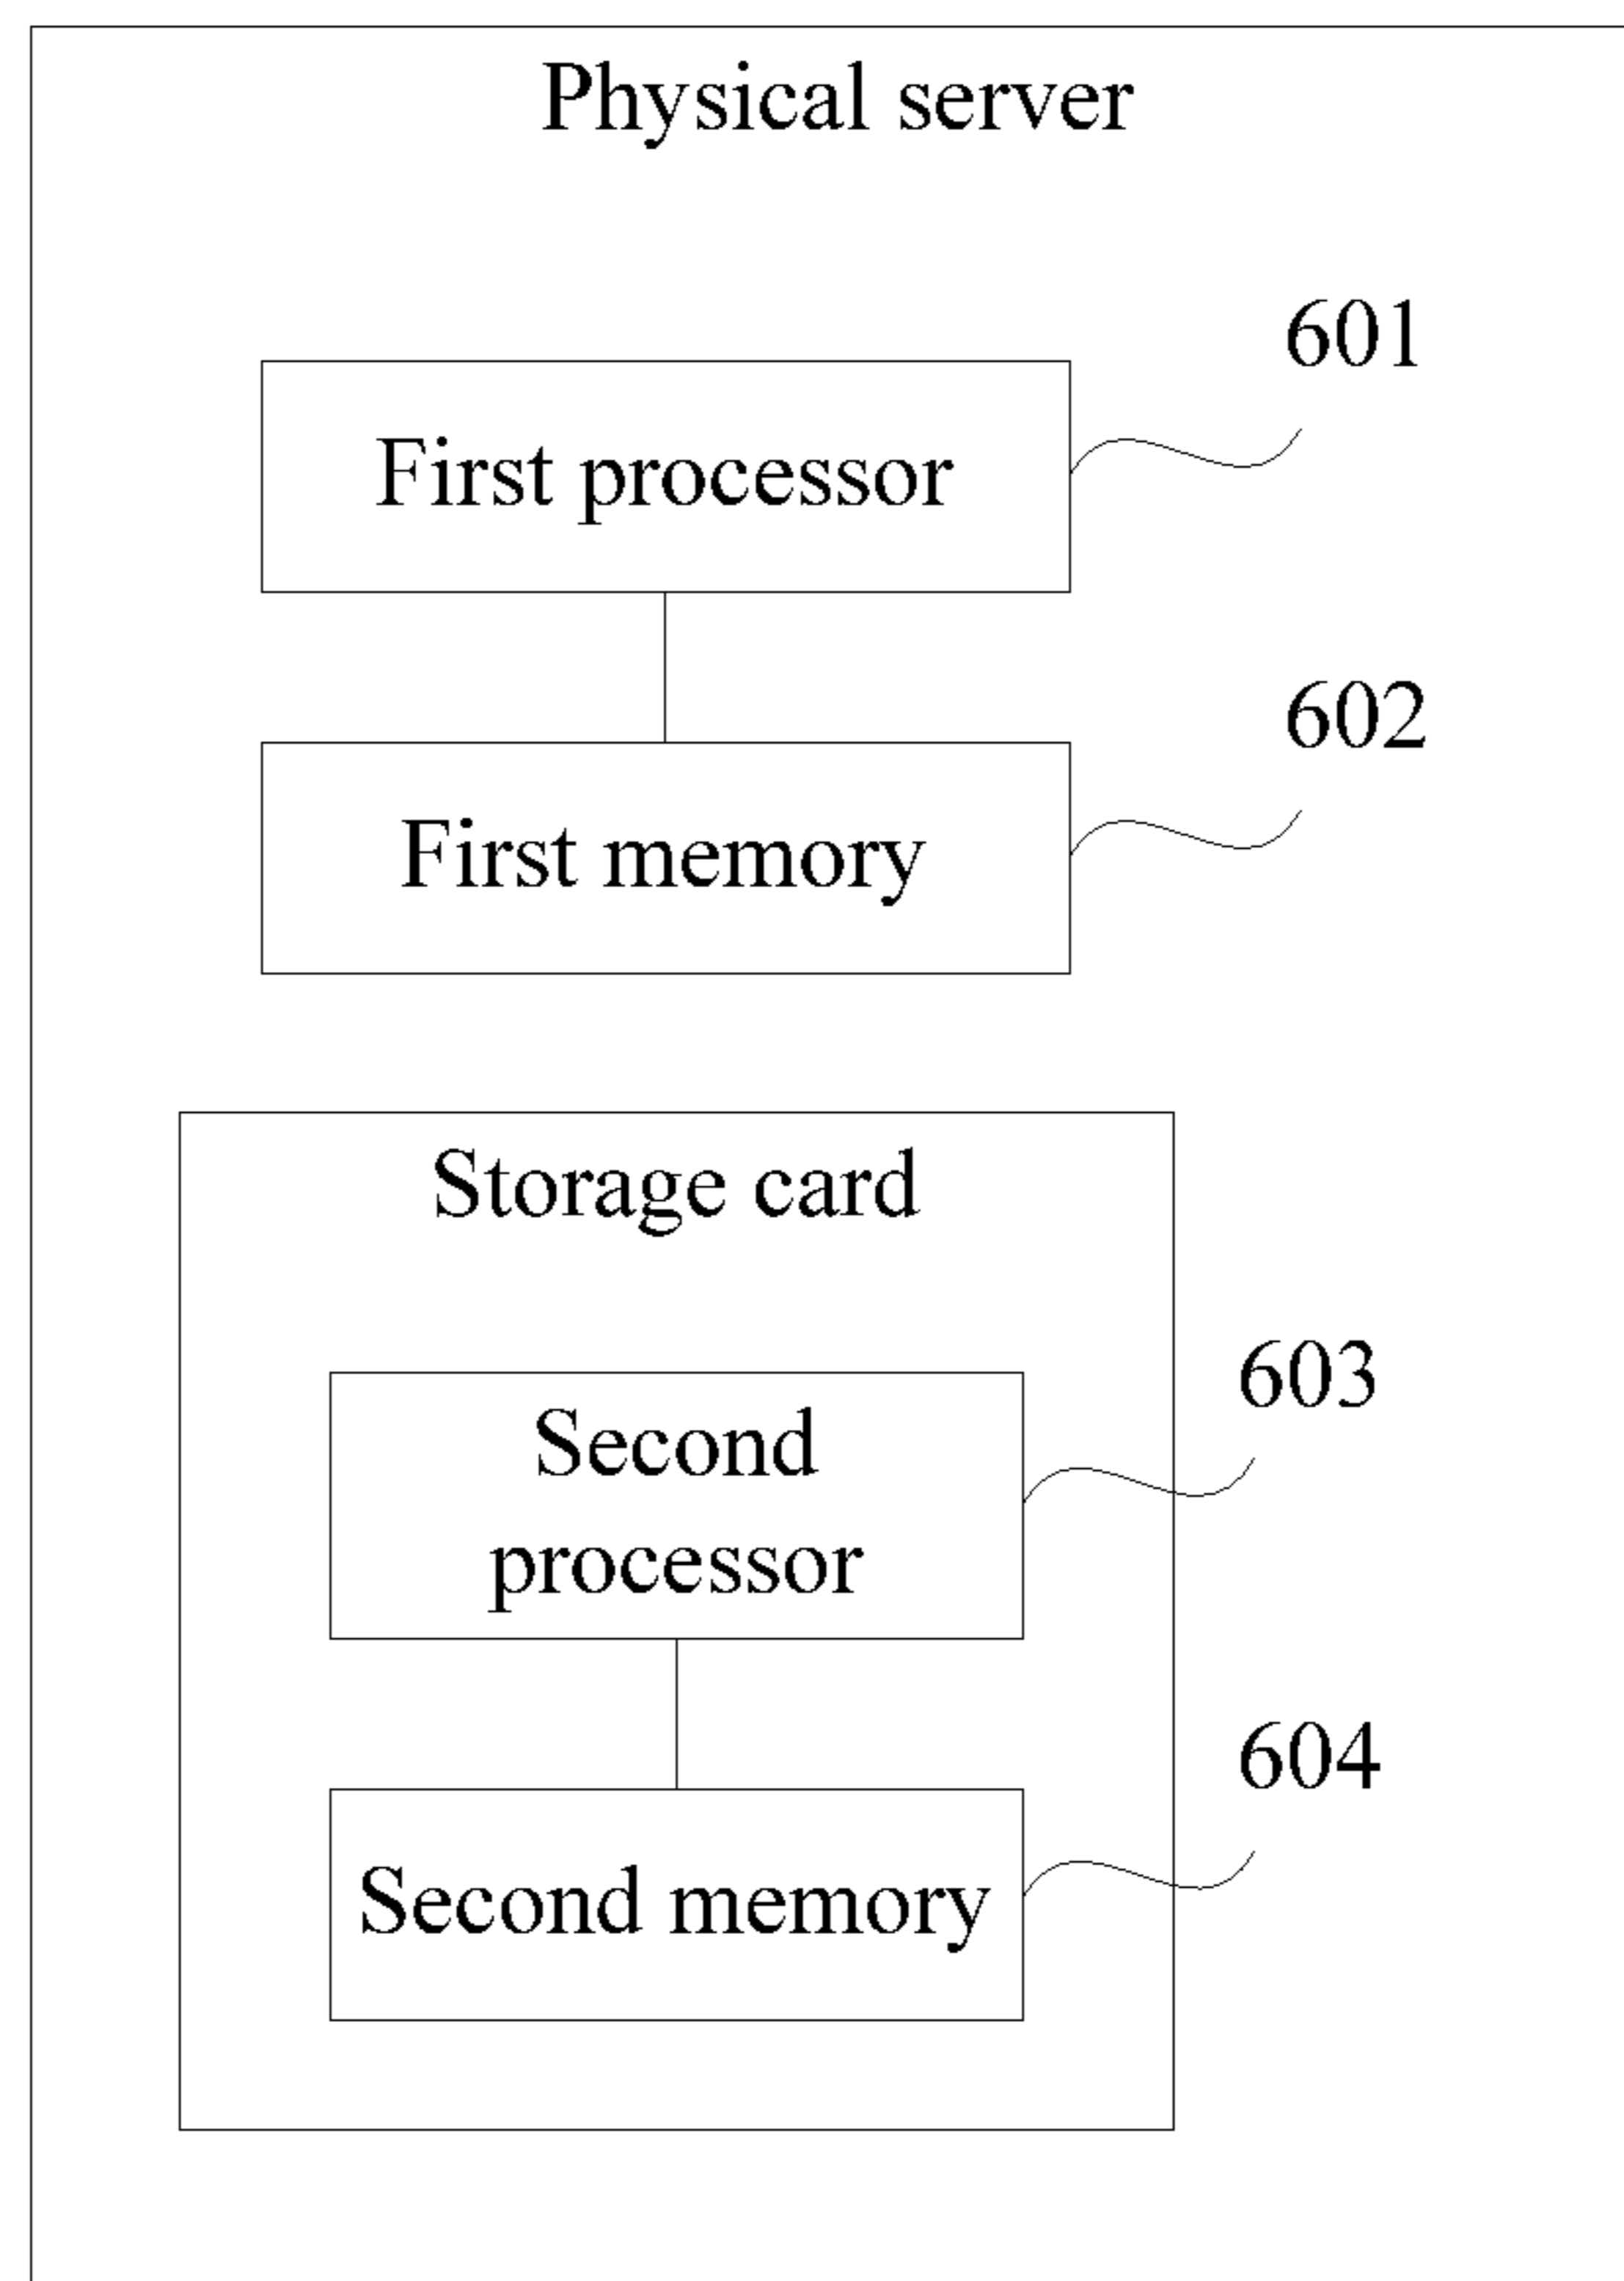 Physical server
601
First processor
602
First memory
Storage card
603
Second
processor
604
Second memory